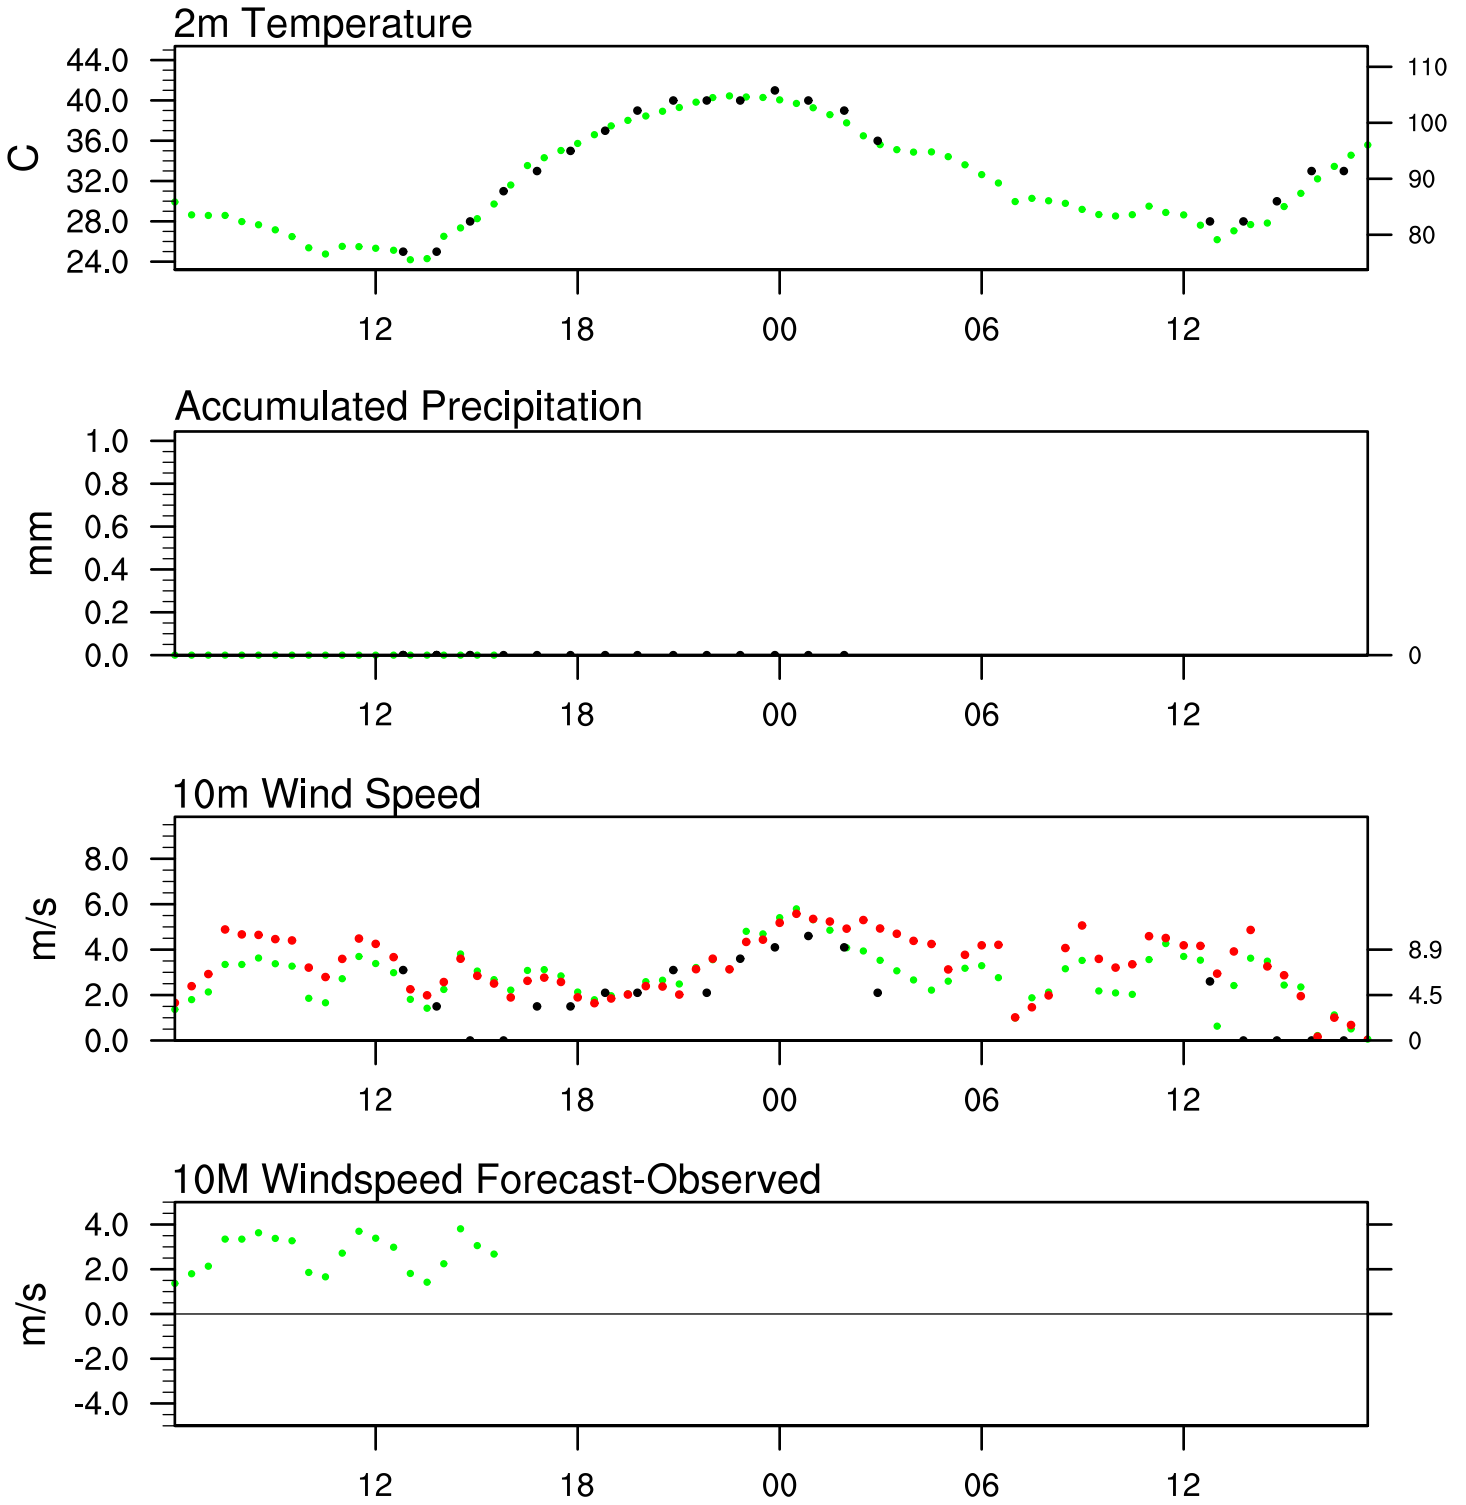 2m Temperature
44.0
40.0
36.0
32.0
28.0
24.0
C
110
100
90
80
12 18 00 06 12
Accumulated Precipitation
1.0
0.8
0.6
0.4
0.2
0.0
mm
0
12 18 00 06 12
10m Wind Speed
8.0
6.0
4.0
2.0
0.0
m/s
8.9
4.5
0
12 18 00 06 12
10M Windspeed Forecast-Observed
4.0
2.0
0.0
-2.0
-4.0
m/s
12 18 00 06 12